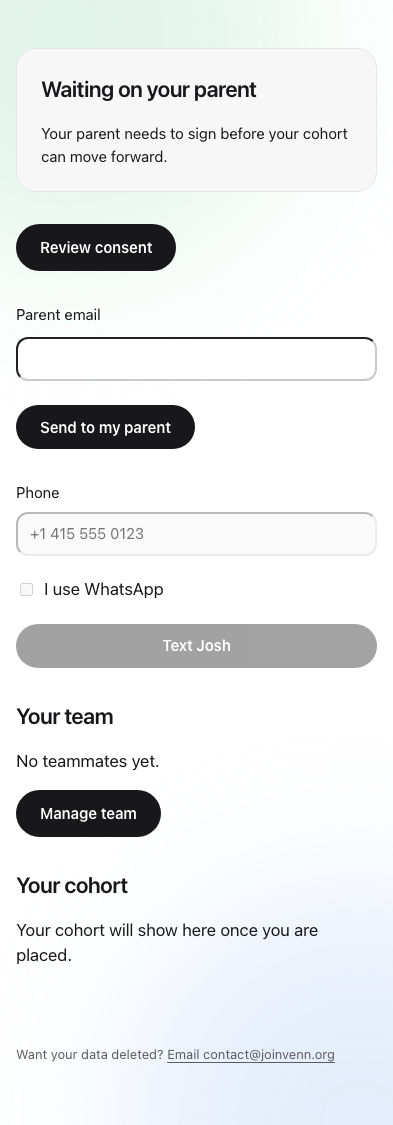 Waiting on your parent
Your parent needs to sign before your cohort
can move forward.
Review consent
Parent email
Send to my parent
Phone
+1 415 555 0123
I use WhatsApp
Text Josh
Your team
No teammates yet.
Manage team
Your cohort
Your cohort will show here once you are
placed.
Want your data deleted? Email contact@joinvenn.org